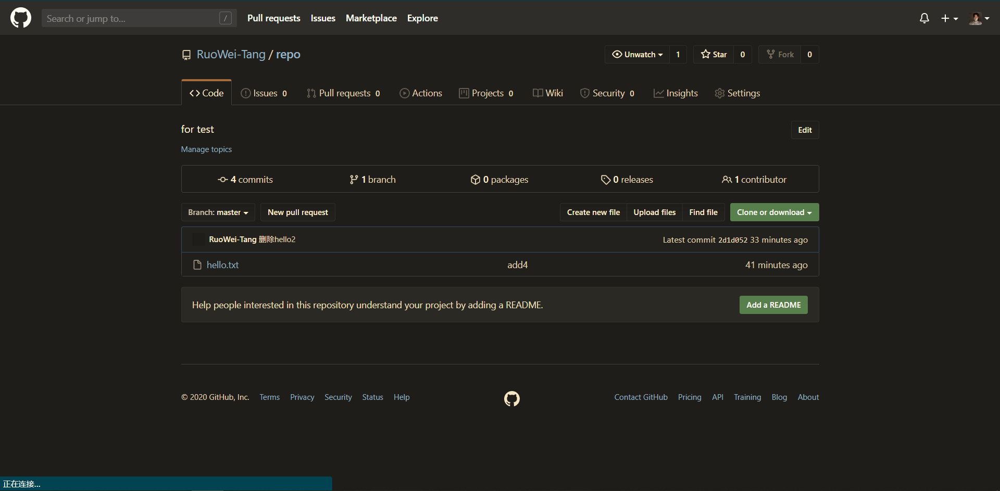 Search or jump to... /
Pull requests Issues Marketplace Explore
RuoWei-Tang / repo
Unwatch 1 Star 0 Fork 0
Code Issues 0 Pull requests 0 Actions Projects 0 Wiki Security 0 Insights Settings
for test
Edit
Manage topics
4 commits 1 branch 0 packages 0 releases 1 contributor
Branch: master New pull request Create new file Upload files Find file Clone or download
RuoWei-Tang 删除hello2 Latest commit 2d1d052 33 minutes ago
hello.txt add4 41 minutes ago
Help people interested in this repository understand your project by adding a README. Add a README
© 2020 GitHub, Inc. Terms Privacy Security Status Help Contact GitHub Pricing API Training Blog About
正在连接...